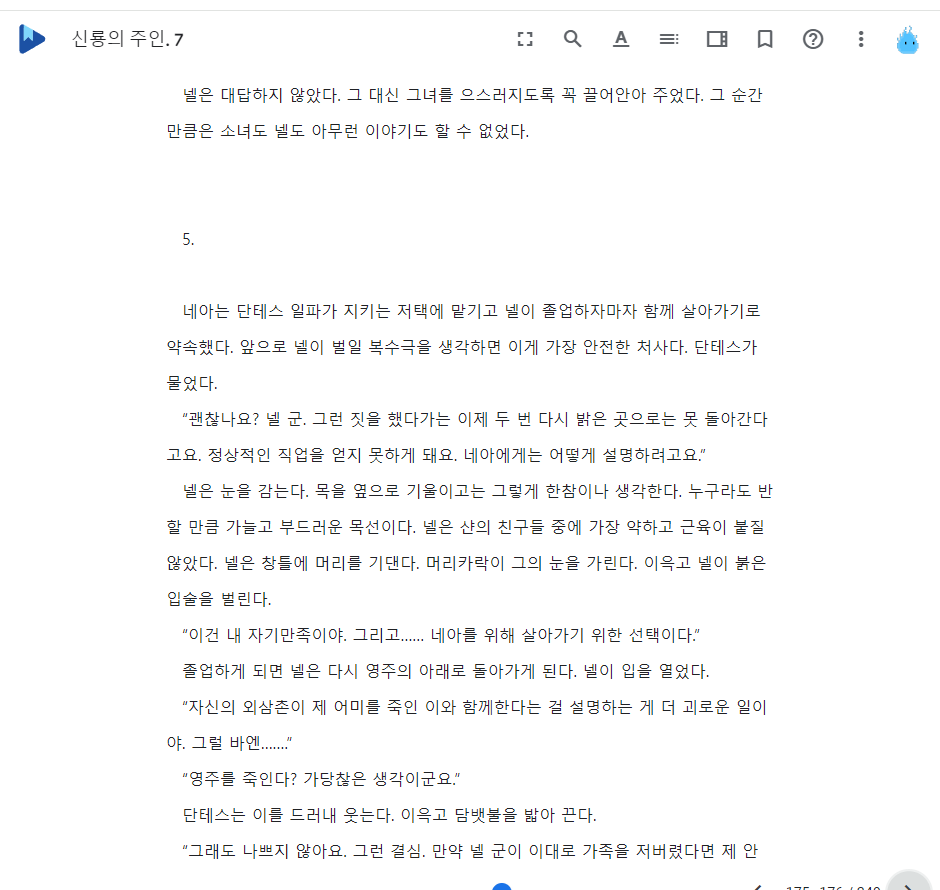 신룡의 주인. 7
넬은 대답하지 않았다. 그 대신 그녀를 으스러지도록 꼭 끌어안아 주었다. 그 순간
만큼은 소녀도 넬도 아무런 이야기도 할 수 없었다.
5.
네아는 단테스 일파가 지키는 저택에 맡기고 넬이 졸업하자마자 함께 살아가기로
약속했다. 앞으로 넬이 벌일 복수극을 생각하면 이게 가장 안전한 처사다. 단테스가
물었다.
“괜찮나요? 넬 군. 그런 짓을 했다가는 이제 두 번 다시 밝은 곳으로는 못 돌아간다
고요. 정상적인 직업을 얻지 못하게 돼요. 네아에게는 어떻게 설명하려고요.”
넬은 눈을 감는다. 목을 옆으로 기울이고는 그렇게 한참이나 생각한다. 누구라도 반
할 만큼 가늘고 부드러운 목선이다. 넬은 샨의 친구들 중에 가장 약하고 근육이 붙질
않았다. 넬은 창틀에 머리를 기댄다. 머리카락이 그의 눈을 가린다. 이윽고 넬이 붉은
입술을 벌린다.
“이건 내 자기만족이야. 그리고…… 네아를 위해 살아가기 위한 선택이다.”
졸업하게 되면 넬은 다시 영주의 아래로 돌아가게 된다. 넬이 입을 열었다.
“자신의 외삼촌이 제 어미를 죽인 이와 함께한다는 걸 설명하는 게 더 괴로운 일이
야. 그럴 바엔…….”
“영주를 죽인다? 가당찮은 생각이군요.”
단테스는 이를 드러내 웃는다. 이윽고 담뱃불을 밟아 끈다.
“그래도 나쁘지 않아요. 그런 결심. 만약 넬 군이 이대로 가족을 저버렸다면 제 안